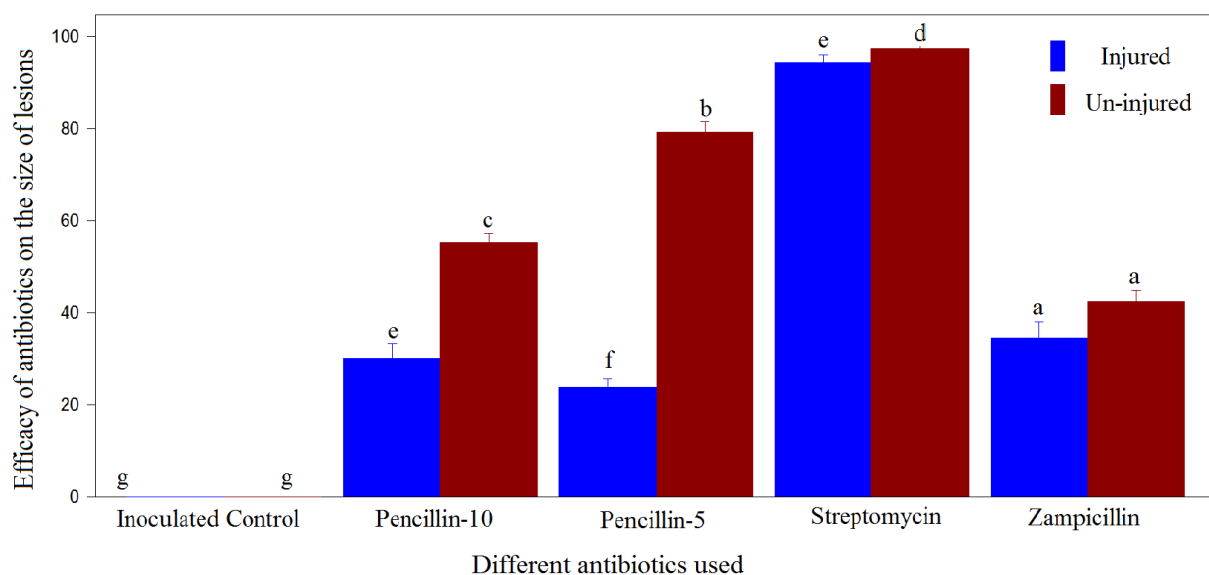 Efficacy of antibiotics on the size of lesions
100
80
60
40
20
0
g
g
e
c
f
b
e
d
a
a
Injured
Un-injured
Inoculated Control
Pencillin-10
Pencillin-5
Streptomycin
Zampicillin
Different antibiotics used